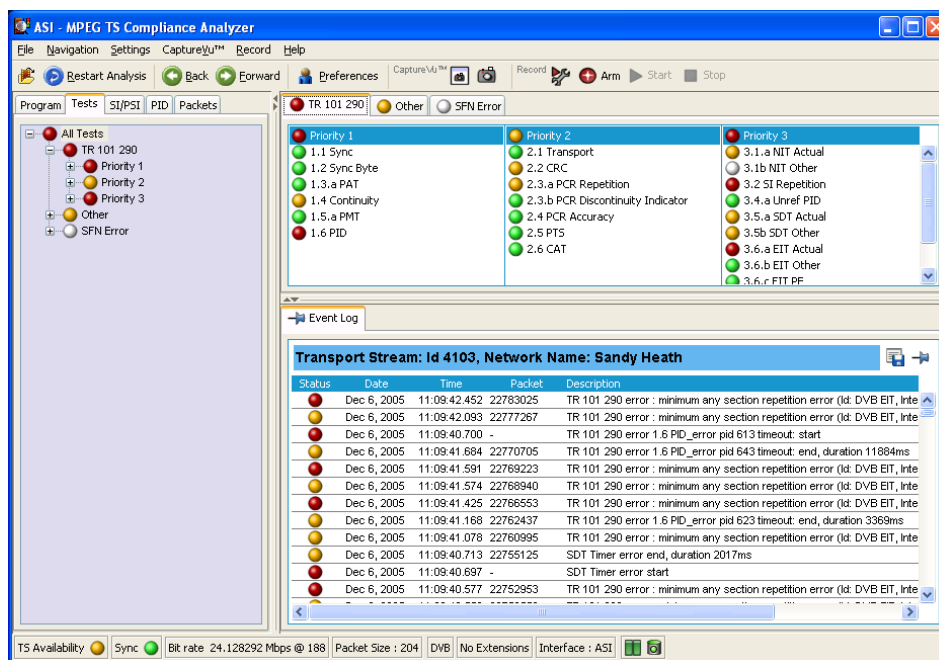 ASI - MPEG TS Compliance Analyzer
File Navigation Settings CaptureVu™ Record Help
Restart Analysis Back Forward Preferences CaptureVu™ Record Arm Start Stop
Program Tests SI/PSI PID Packets
All Tests
TR 101 290
Priority 1
Priority 2
Priority 3
Other
SFN Error
TR 101 290 Other SFN Error
Priority 1
1.1 Sync
1.2 Sync Byte
1.3.a PAT
1.4 Continuity
1.5.a PMT
1.6 PID
Priority 2
2.1 Transport
2.2 CRC
2.3.a PCR Repetition
2.3.b PCR Discontinuity Indicator
2.4 PCR Accuracy
2.5 PTS
2.6 CAT
Priority 3
3.1.a NIT Actual
3.1b NIT Other
3.2 SI Repetition
3.4.a Unref PID
3.5.a SDT Actual
3.5b SDT Other
3.6.a EIT Actual
3.6.b EIT Other
3.6.c EIT PF
Event Log
Transport Stream: Id 4103, Network Name: Sandy Heath
Status Date Time Packet Description
Dec 6, 2005 11:09:42.452 22783025 TR 101 290 error : minimum any section repetition error (Id: DVB EIT, Inte
Dec 6, 2005 11:09:42.093 22777267 TR 101 290 error : minimum any section repetition error (Id: DVB EIT, Inte
Dec 6, 2005 11:09:40.700 - TR 101 290 error 1.6 PID_error pid 613 timeout: start
Dec 6, 2005 11:09:41.684 22770705 TR 101 290 error 1.6 PID_error pid 643 timeout: end, duration 11884ms
Dec 6, 2005 11:09:41.591 22769223 TR 101 290 error : minimum any section repetition error (Id: DVB EIT, Inte
Dec 6, 2005 11:09:41.574 22768940 TR 101 290 error : minimum any section repetition error (Id: DVB EIT, Inte
Dec 6, 2005 11:09:41.425 22766553 TR 101 290 error : minimum any section repetition error (Id: DVB EIT, Inte
Dec 6, 2005 11:09:41.168 22762437 TR 101 290 error 1.6 PID_error pid 623 timeout: end, duration 3369ms
Dec 6, 2005 11:09:41.078 22760995 TR 101 290 error : minimum any section repetition error (Id: DVB EIT, Inte
Dec 6, 2005 11:09:40.713 22755125 SDT Timer error end, duration 2017ms
Dec 6, 2005 11:09:40.697 - SDT Timer error start
Dec 6, 2005 11:09:40.577 22752953 TR 101 290 error : minimum any section repetition error (Id: DVB EIT, Inte
TS Availability Sync Bit rate 24.128292 Mbps @ 188 Packet Size : 204 DVB No Extensions Interface : ASI